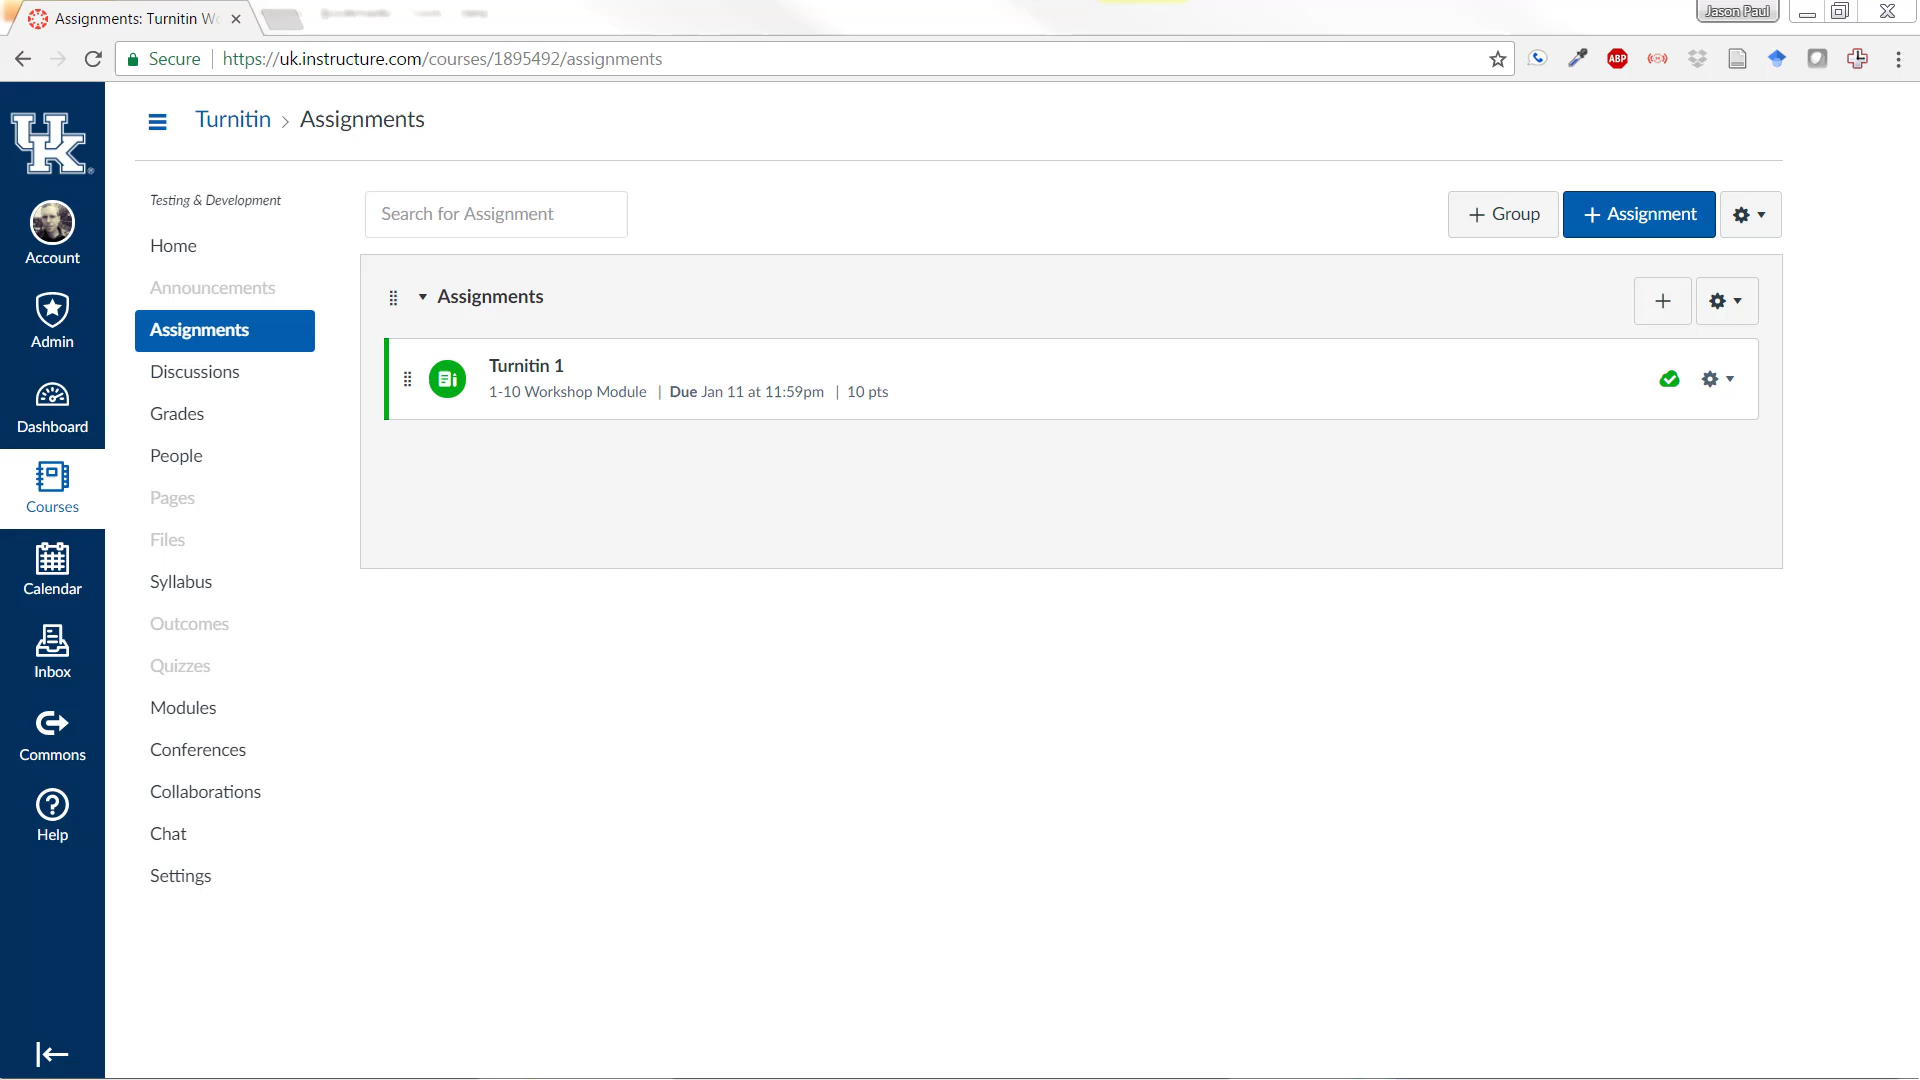 Assignments: Turnitin Wo
Jason Paul
Secure
https://uk.instructure.com/courses/1895492/assignments
ABP
UK
Account
Admin
Dashboard
Courses
Calendar
Inbox
Commons
Help
Turnitin > Assignments
Testing & Development
Home
Announcements
Assignments
Discussions
Grades
People
Pages
Files
Syllabus
Outcomes
Quizzes
Modules
Conferences
Collaborations
Chat
Settings
Search for Assignment
+ Group
+ Assignment
Assignments
Turnitin 1
1-10 Workshop Module | Due Jan 11 at 11:59pm | 10 pts